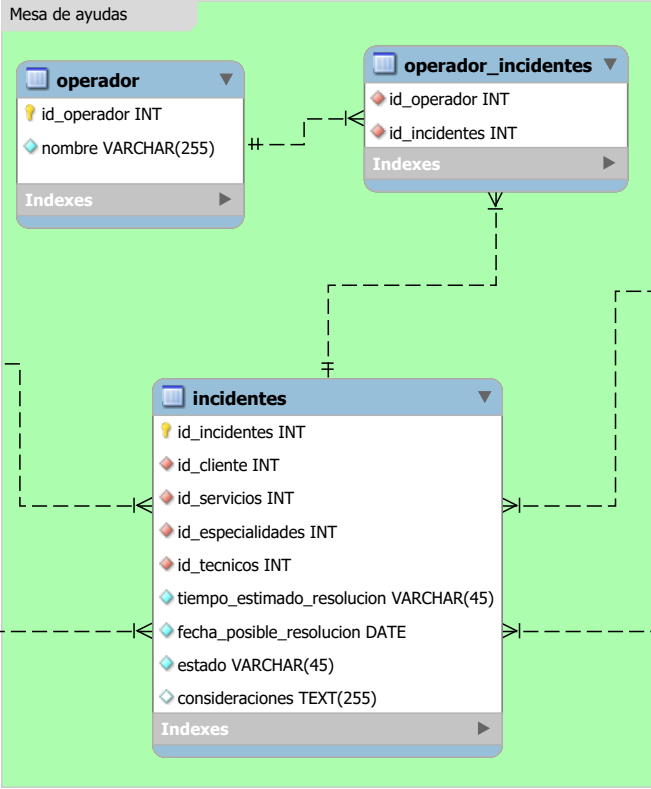 Mesa de ayudas
operador
id_operador INT
nombre VARCHAR(255)
Indexes
operador_incidentes
id_operador INT
id_incidentes INT
Indexes
incidentes
id_incidentes INT
id_cliente INT
id_servicios INT
id_especialidades INT
id_tecnicos INT
tiempo_estimado_resolucion VARCHAR(45)
fecha_posible_resolucion DATE
estado VARCHAR(45)
consideraciones TEXT(255)
Indexes